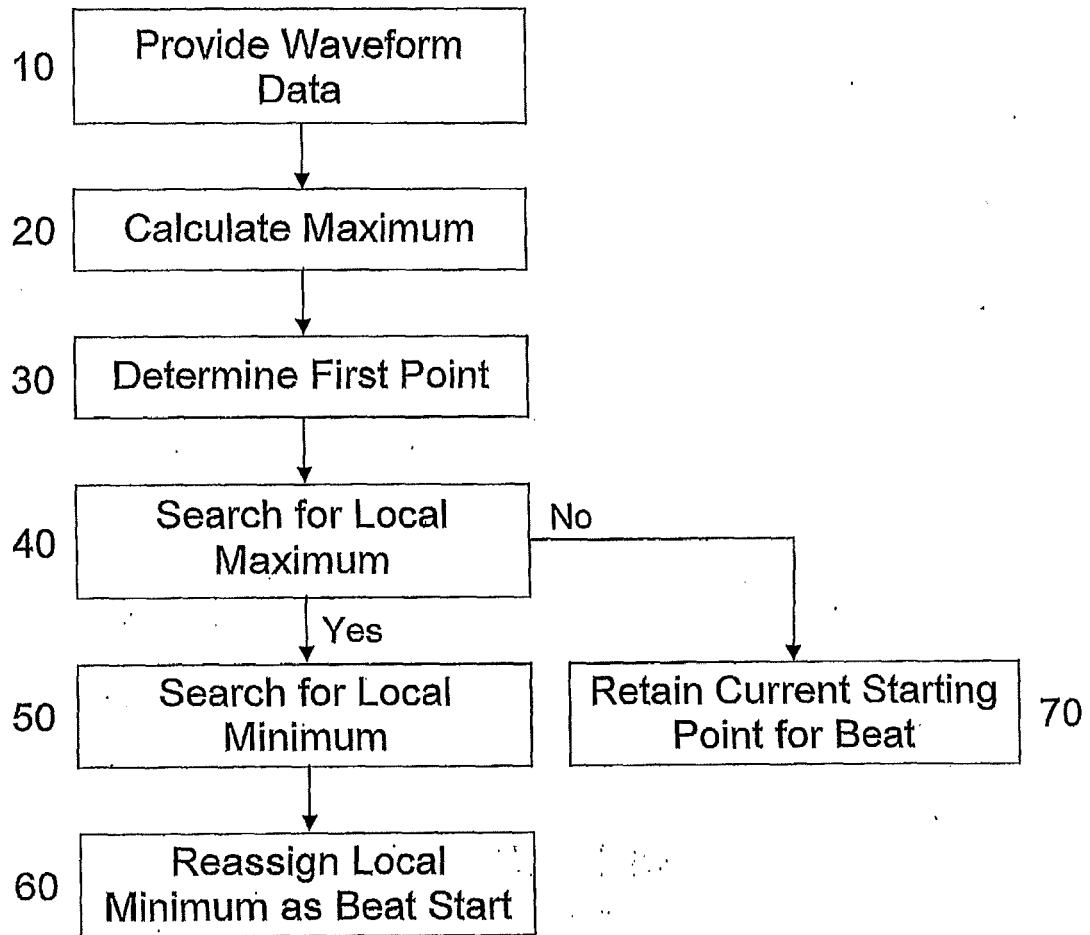 10
Provide Waveform
Data
20
Calculate Maximum
30
Determine First Point
40
Search for Local
Maximum
No
Yes
50
Search for Local
Minimum
Retain Current Starting
Point for Beat
70
60
Reassign Local
Minimum as Beat Start